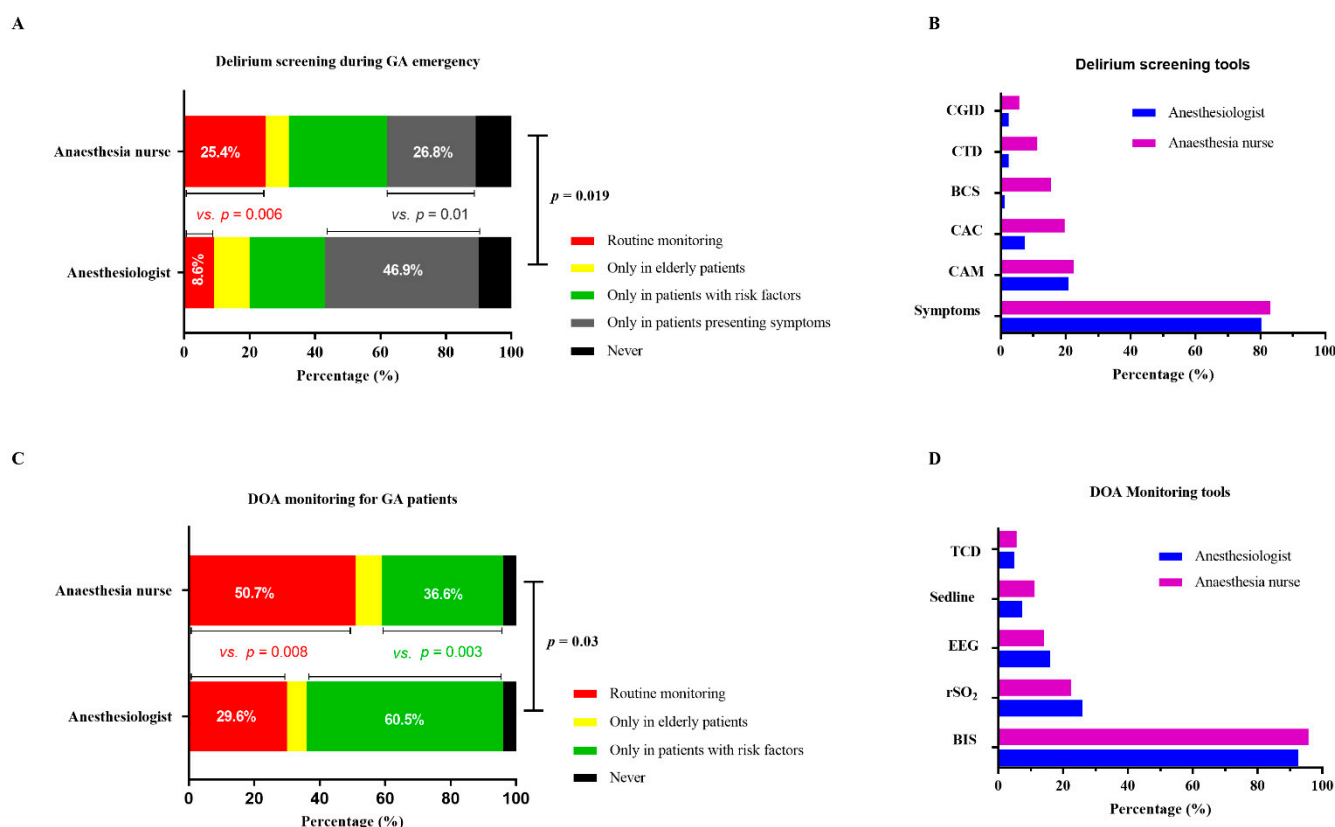 A
Delirium screening during GA emergency
Anaesthesia nurse
25.4%
26.8%
vs. p = 0.006
vs. p = 0.01
p = 0.019
Anesthesiologist
8.6%
46.9%
0 20 40 60 80 100
Percentage (%)
Routine monitoring
Only in elderly patients
Only in patients with risk factors
Only in patients presenting symptoms
Never
B
Delirium screening tools
CGID
CTD
BCS
CAC
CAM
Symptoms
Anesthesiologist
Anaesthesia nurse
0 20 40 60 80 100
Percentage (%)
C
DOA monitoring for GA patients
Anaesthesia nurse
50.7%
36.6%
vs. p = 0.008
vs. p = 0.003
p = 0.03
Anesthesiologist
29.6%
60.5%
0 20 40 60 80 100
Percentage (%)
Routine monitoring
Only in elderly patients
Only in patients with risk factors
Never
D
DOA Monitoring tools
TCD
Sedline
EEG
rSO₂
BIS
Anesthesiologist
Anaesthesia nurse
0 20 40 60 80 100
Percentage (%)